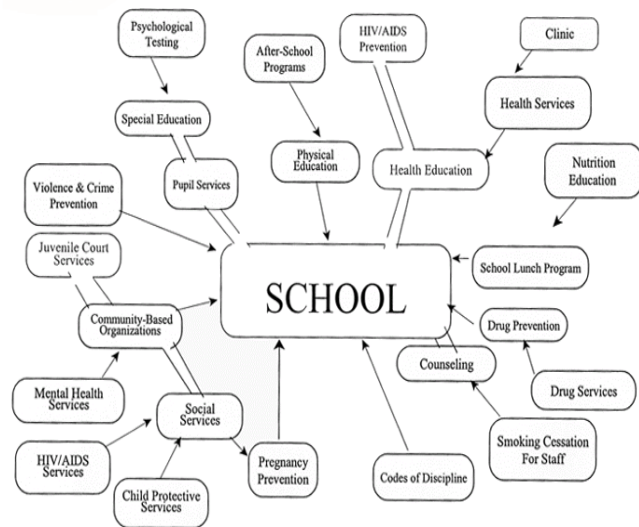 Psychological
Testing
After-School
Programs
HIV/AIDS
Prevention
Clinic
Health Services
Special Education
Physical
Education
Health Education
Nutrition
Education
Violence & Crime
Prevention
Pupil Services
Juvenile Court
Services
SCHOOL
School Lunch Program
Community-Based
Organizations
Drug Prevention
Counseling
Mental Health
Services
Social
Services
Drug Services
HIV/AIDS
Services
Pregnancy
Prevention
Codes of Discipline
Smoking Cessation
For Staff
Child Protective
Services